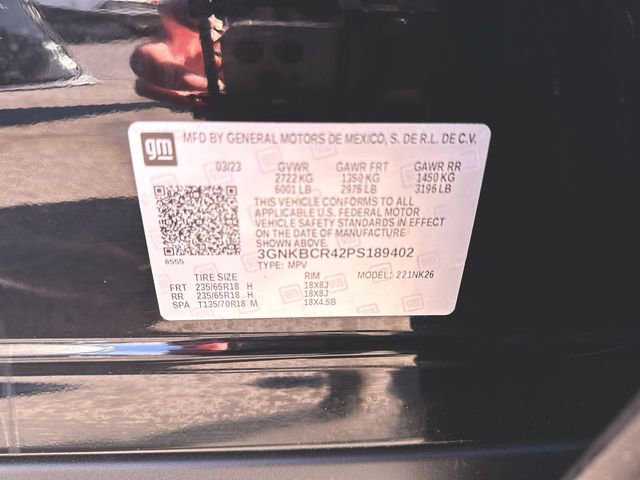 gm
MFD BY GENERAL MOTORS DE MEXICO, S. DE R.L. DE C.V.
03/23 GVWR GAWR FRT GAWR RR
2722 KG 1350 KG 1450 KG
6001 LB 2976 LB 3196 LB
THIS VEHICLE CONFORMS TO ALL
APPLICABLE U.S. FEDERAL MOTOR
VEHICLE SAFETY STANDARDS IN EFFECT
ON THE DATE OF MANUFACTURE
SHOWN ABOVE.
8555 3GNKBCR42PS189402
TYPE: MPV MODEL: 221NK26
TIRE SIZE RIM
FRT 235/65R18 H 18X8J
RR 235/65R18 H 18X8J
SPA T135/70R18 M 18X4.5B